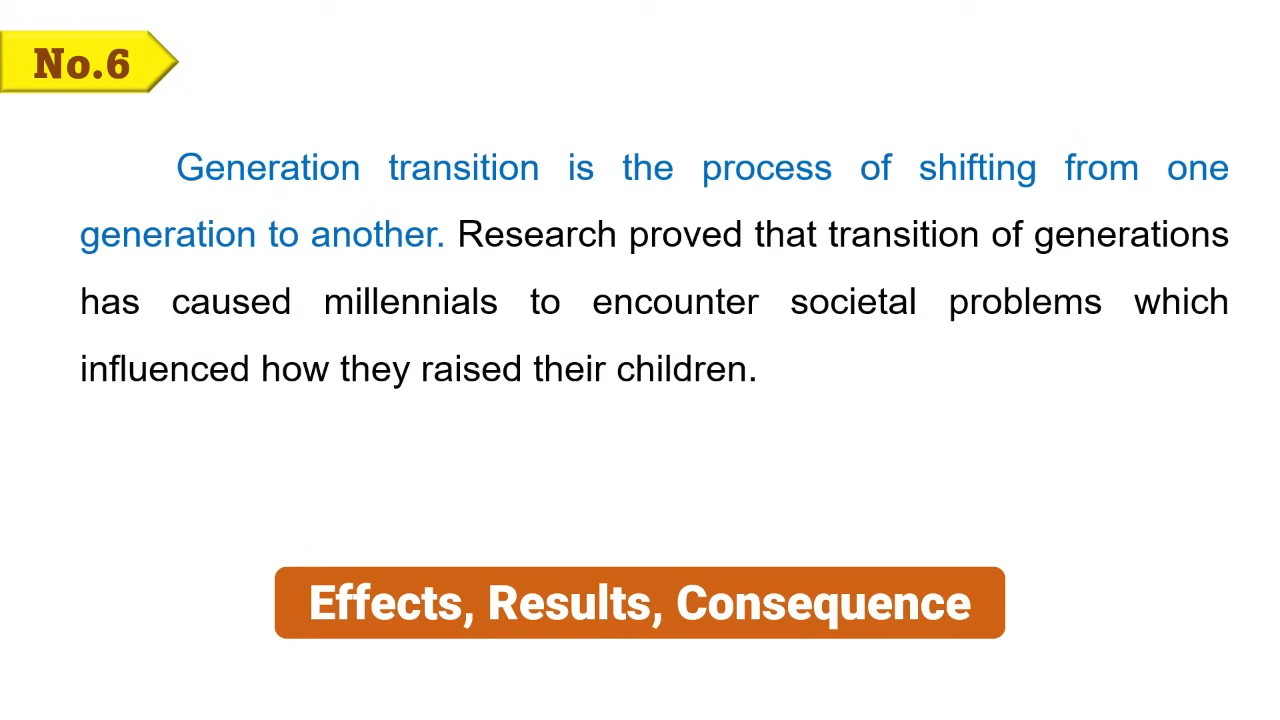 No.6
Generation transition is the process of shifting from one
generation to another. Research proved that transition of generations
has caused millennials to encounter societal problems which
influenced how they raised their children.
Effects, Results, Consequence